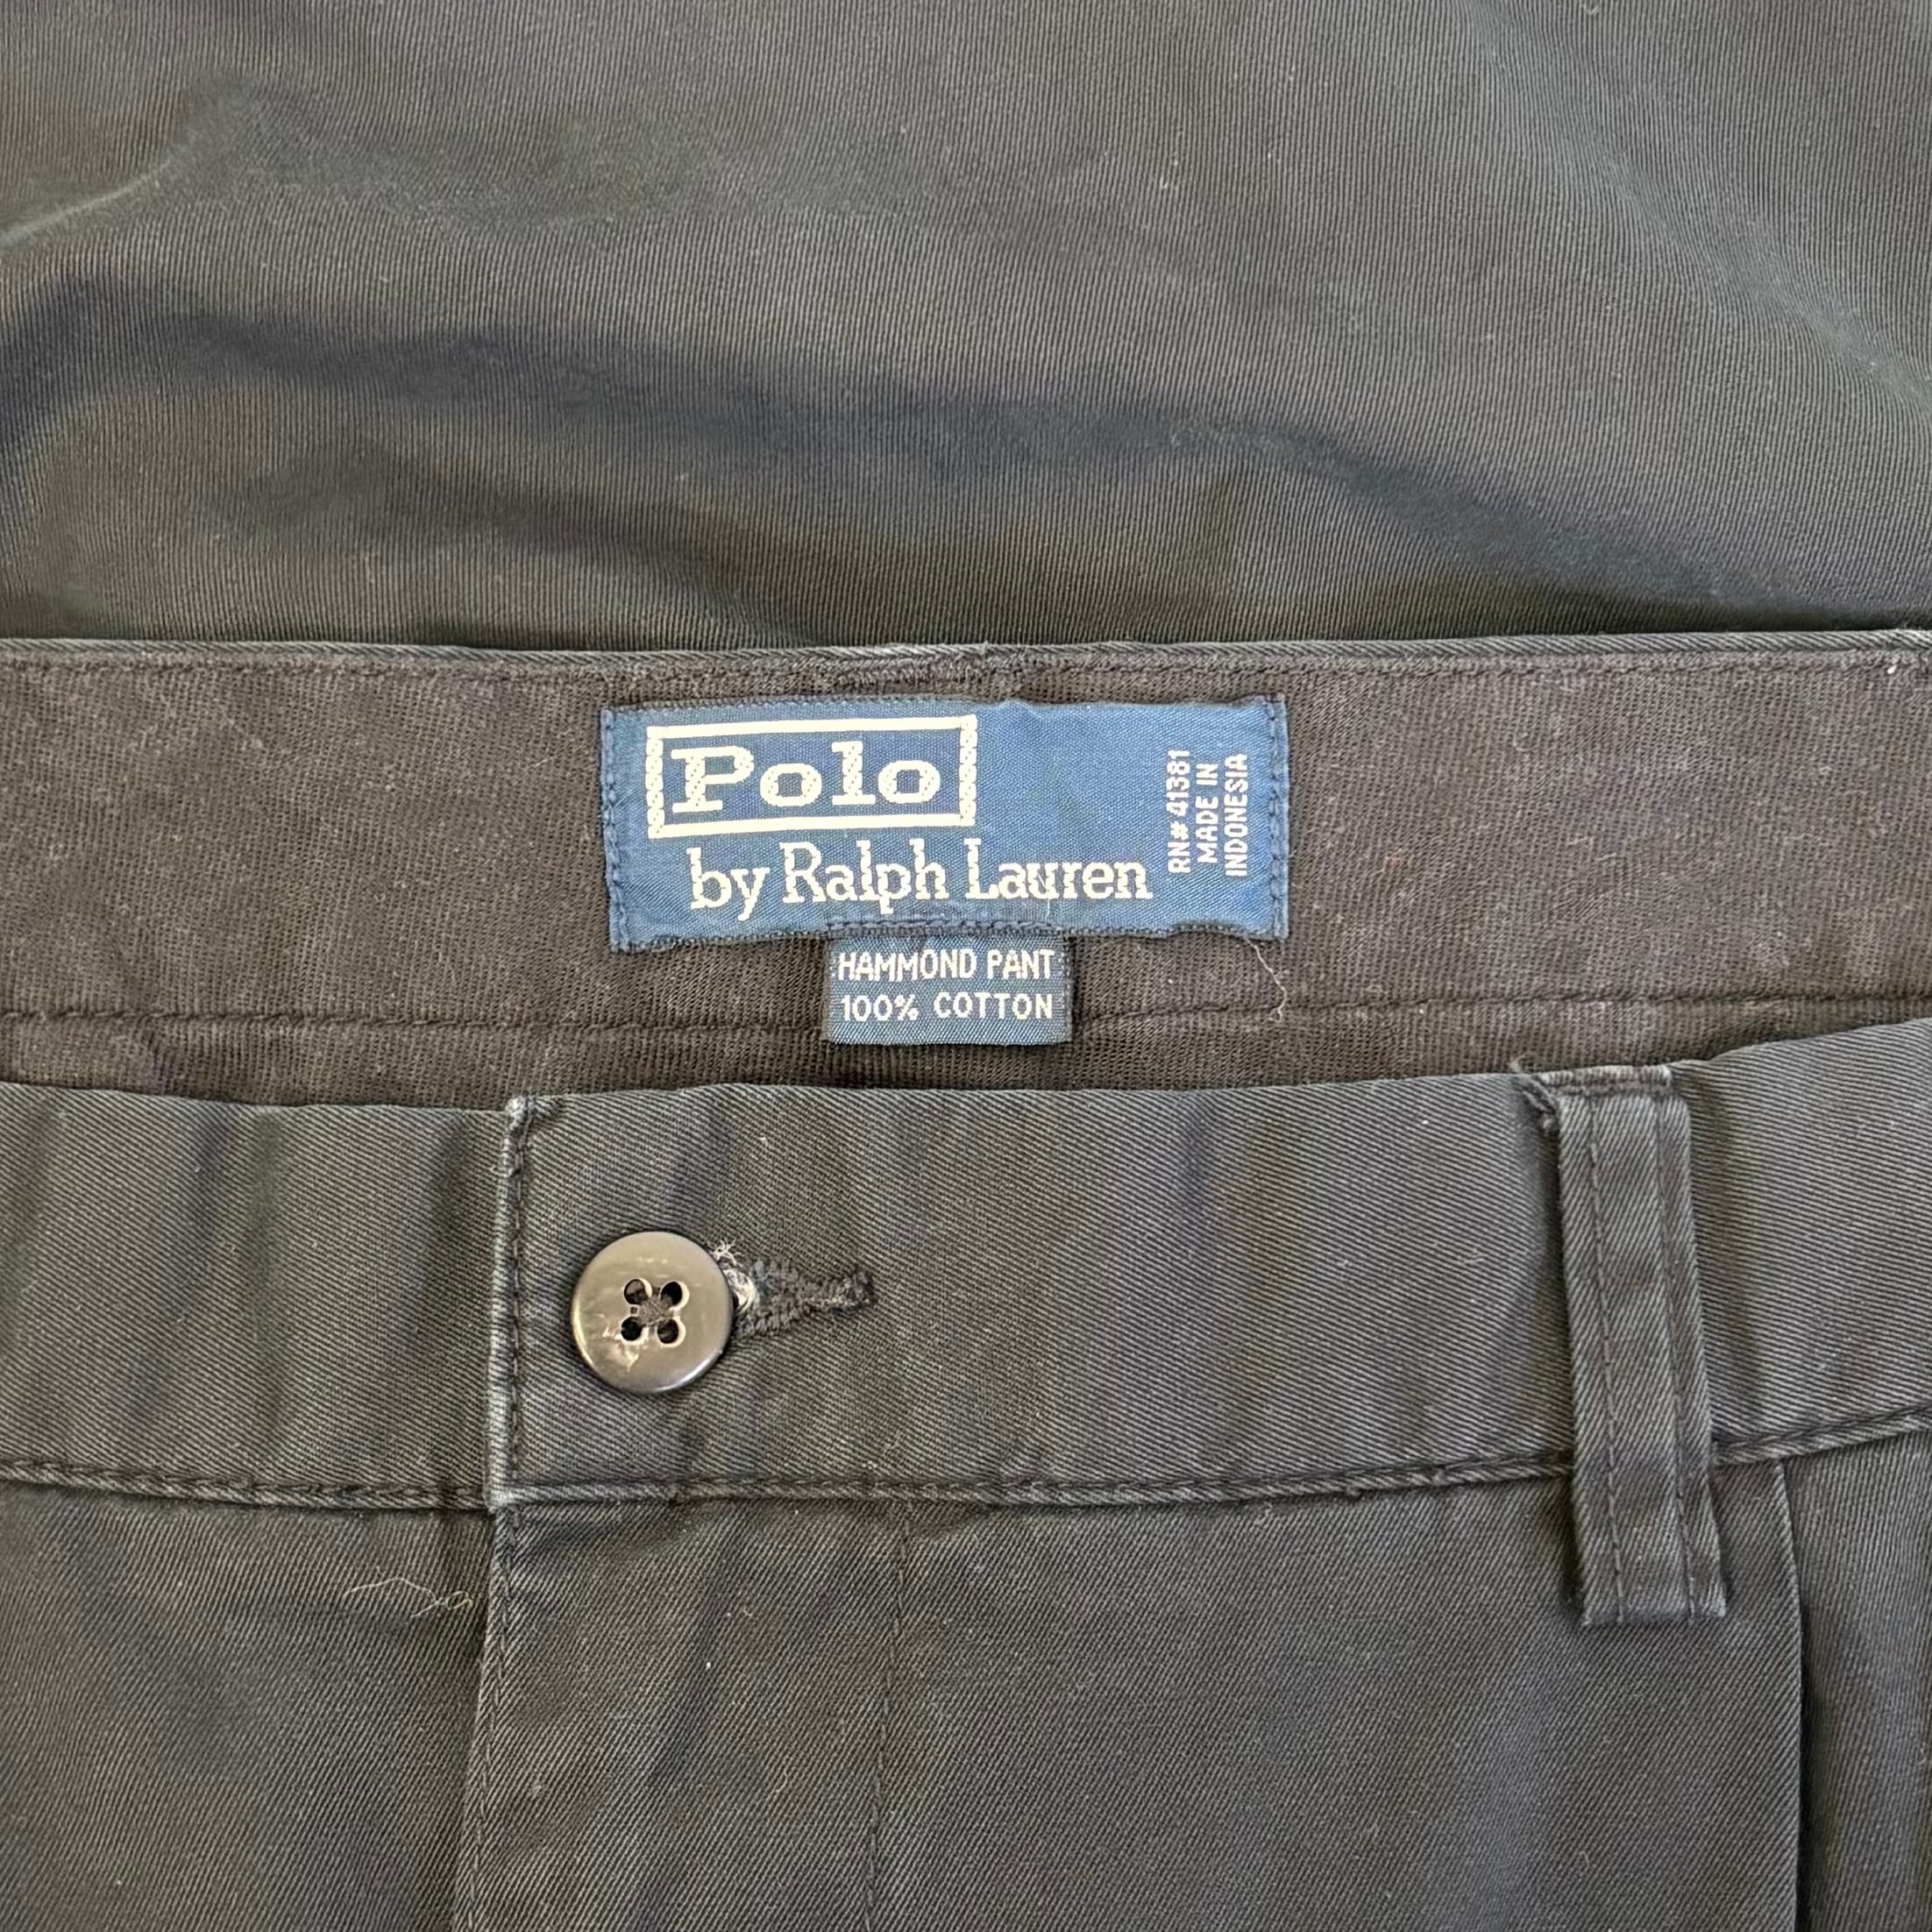 Polo
by Ralph Lauren
RN# 41381
MADE IN
INDONESIA
HAMMOND PANT
100% COTTON